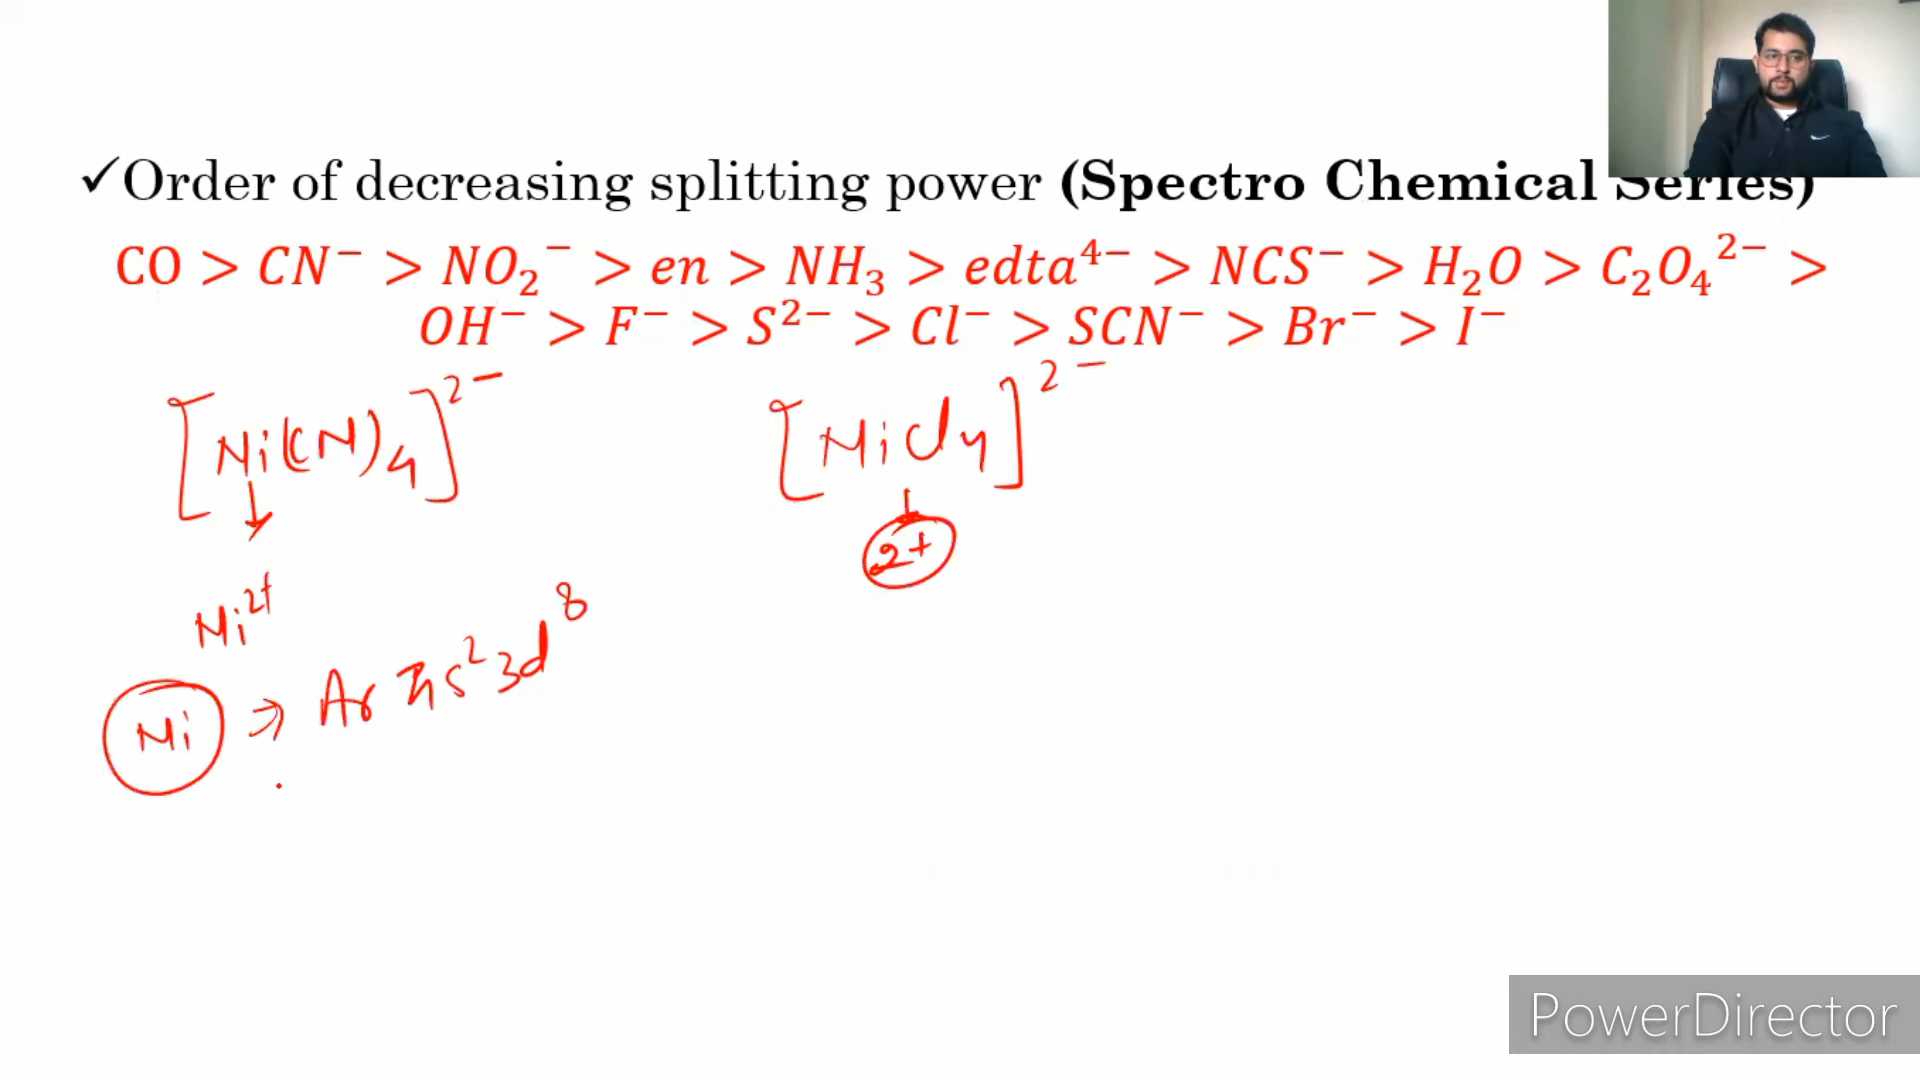 ✓Order of decreasing splitting power (Spectro Chemical Series)
CO > CN⁻ > NO₂⁻ > en > NH₃ > edta⁴⁻ > NCS⁻ > H₂O > C₂O₄²⁻ >
OH⁻ > F⁻ > S²⁻ > Cl⁻ > SCN⁻ > Br⁻ > I⁻
[Ni(CN)₄]²⁻ [NiCl₄]²⁻
↓ ↓
2+
Ni²⁺
Ni ⇒ Ar 4s² 3d⁸
PowerDirector